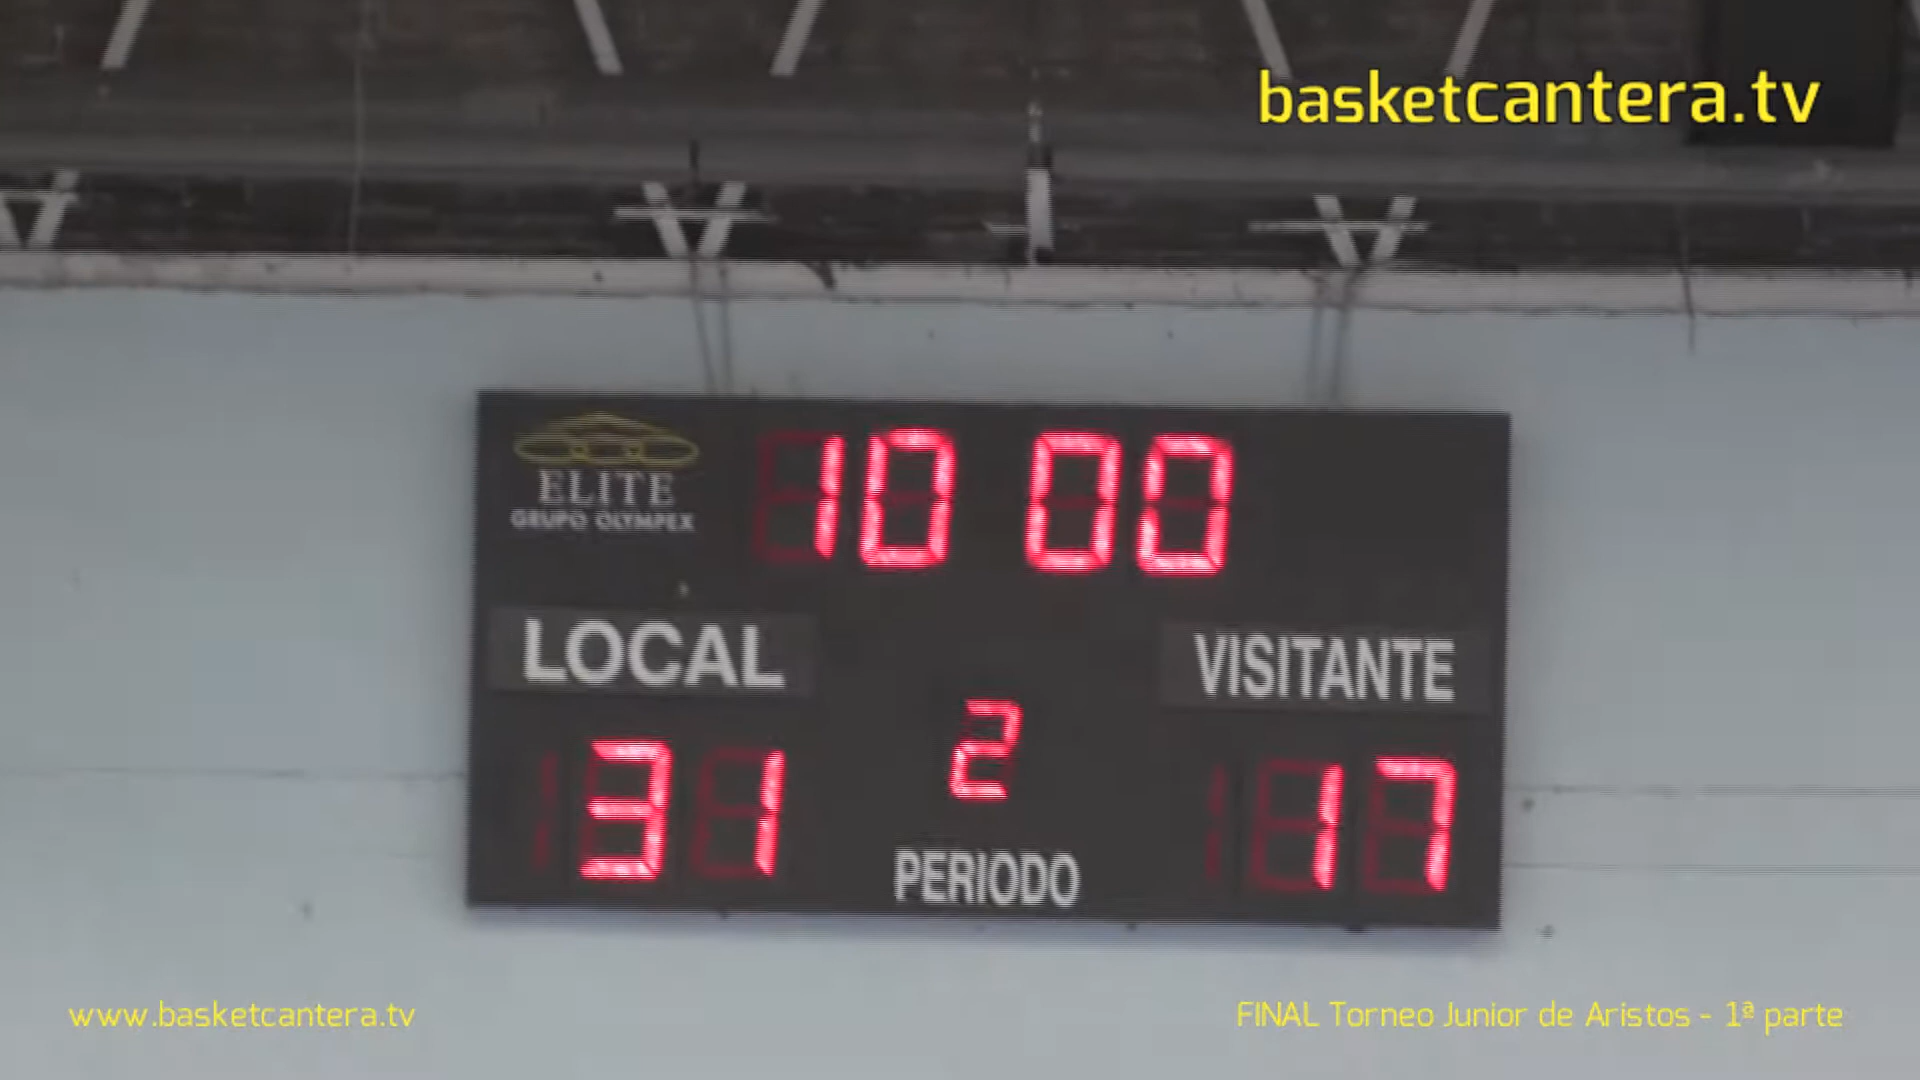 basketcantera.tv
ELITE
GRUPO OLYMPEX
10 00
LOCAL
VISITANTE
31
2
17
PERIODO
www.basketcantera.tv
FINAL Torneo Junior de Aristos - 1ª parte